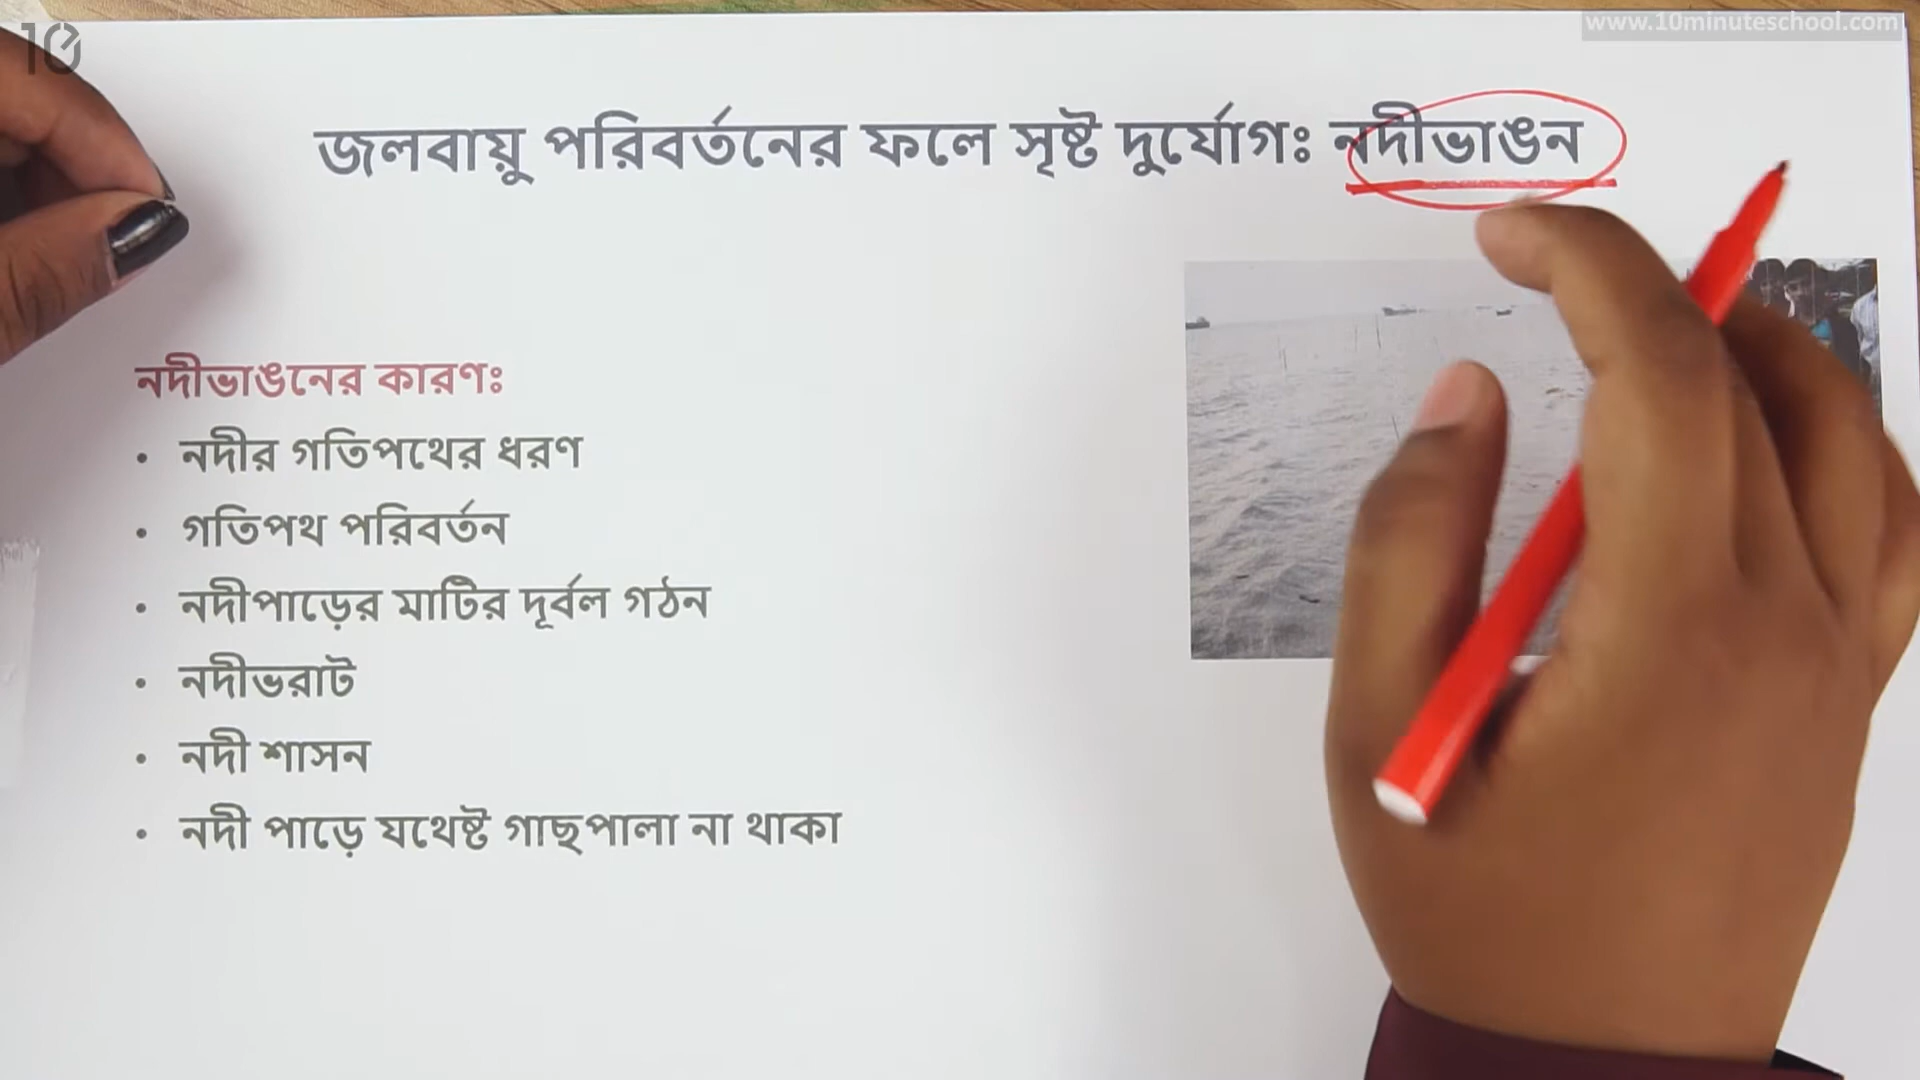 10
www.10minuteschool.com
জলবায়ু পরিবর্তনের ফলে সৃষ্ট দুর্যোগঃ নদীভাঙন
নদীভাঙনের কারণঃ
• নদীর গতিপথের ধরণ
• গতিপথ পরিবর্তন
• নদীপাড়ের মাটির দূর্বল গঠন
• নদীভরাট
• নদী শাসন
• নদী পাড়ে যথেষ্ট গাছপালা না থাকা